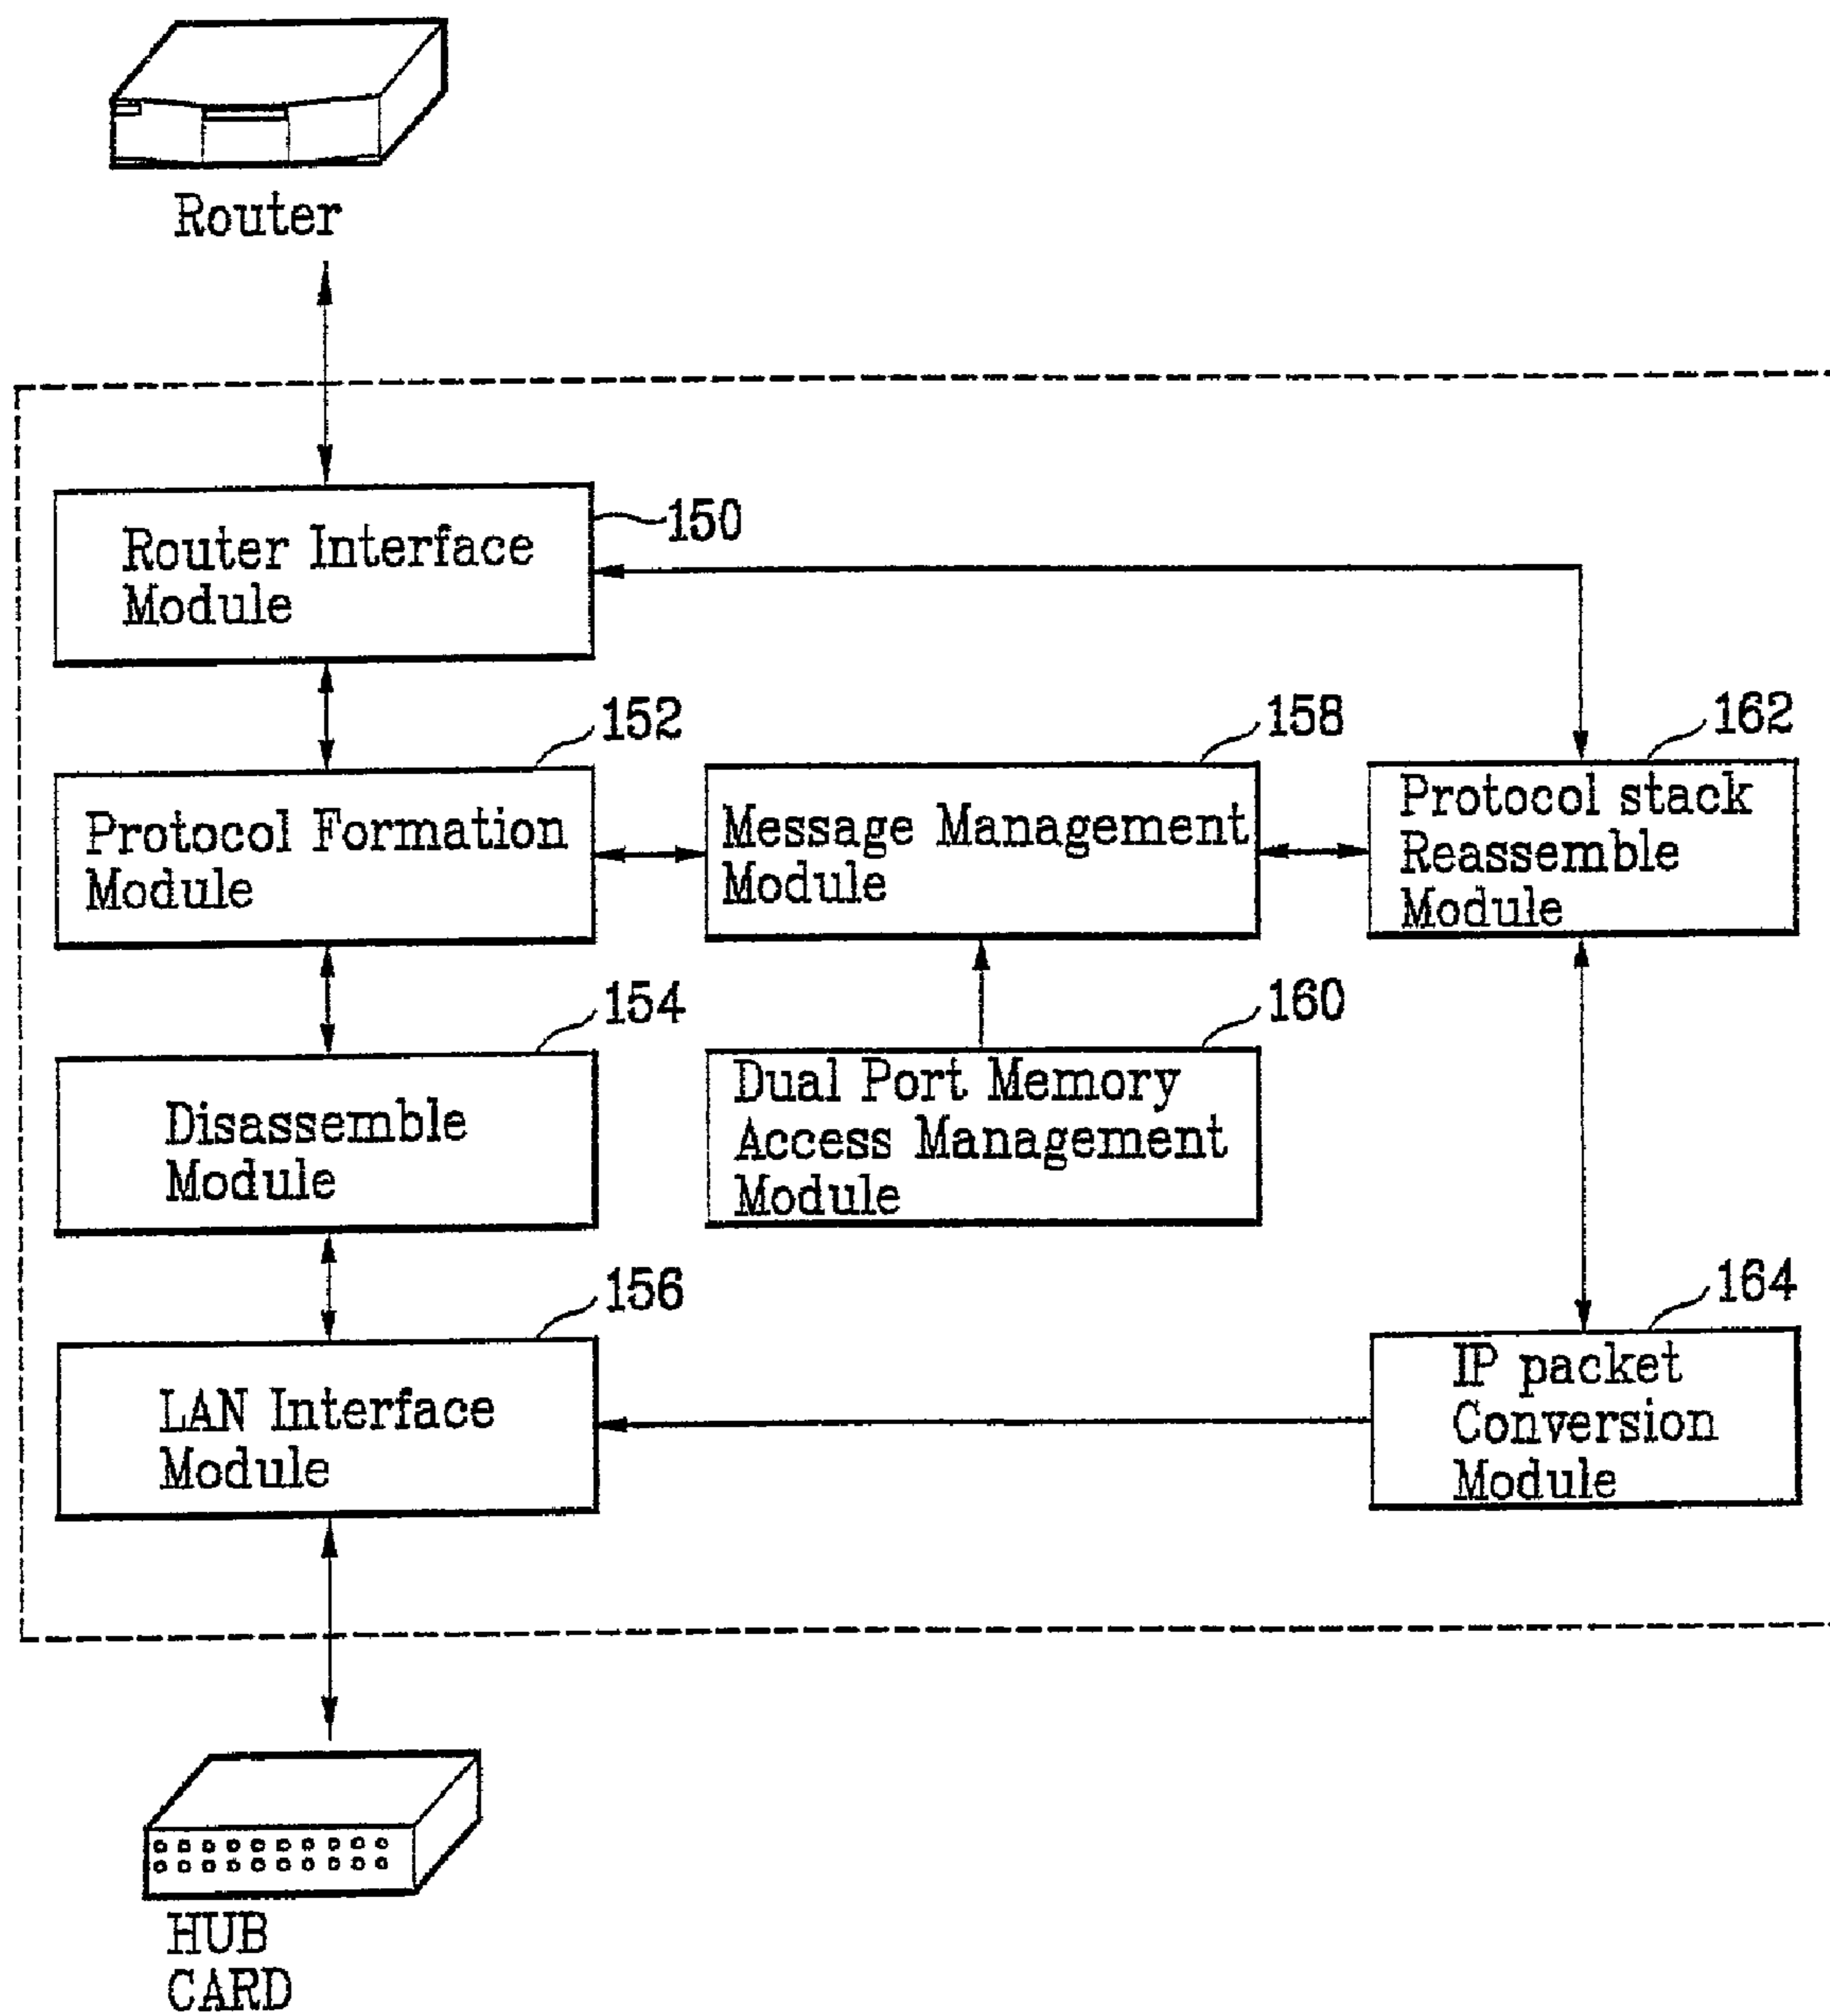 Router
150
Router Interface
Module
152
158
162
Protocol Formation
Module
Message Management
Module
Protocol stack
Reassemble
Module
154
160
Disassemble
Module
Dual Port Memory
Access Management
Module
156
164
LAN Interface
Module
IP packet
Conversion
Module
HUB
CARD